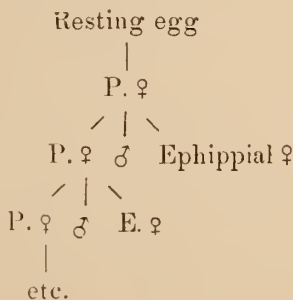 Resting egg
P. ♀
P. ♀ ♂ Ephippial ♀
P. ♀ ♂ E. ♀
etc.